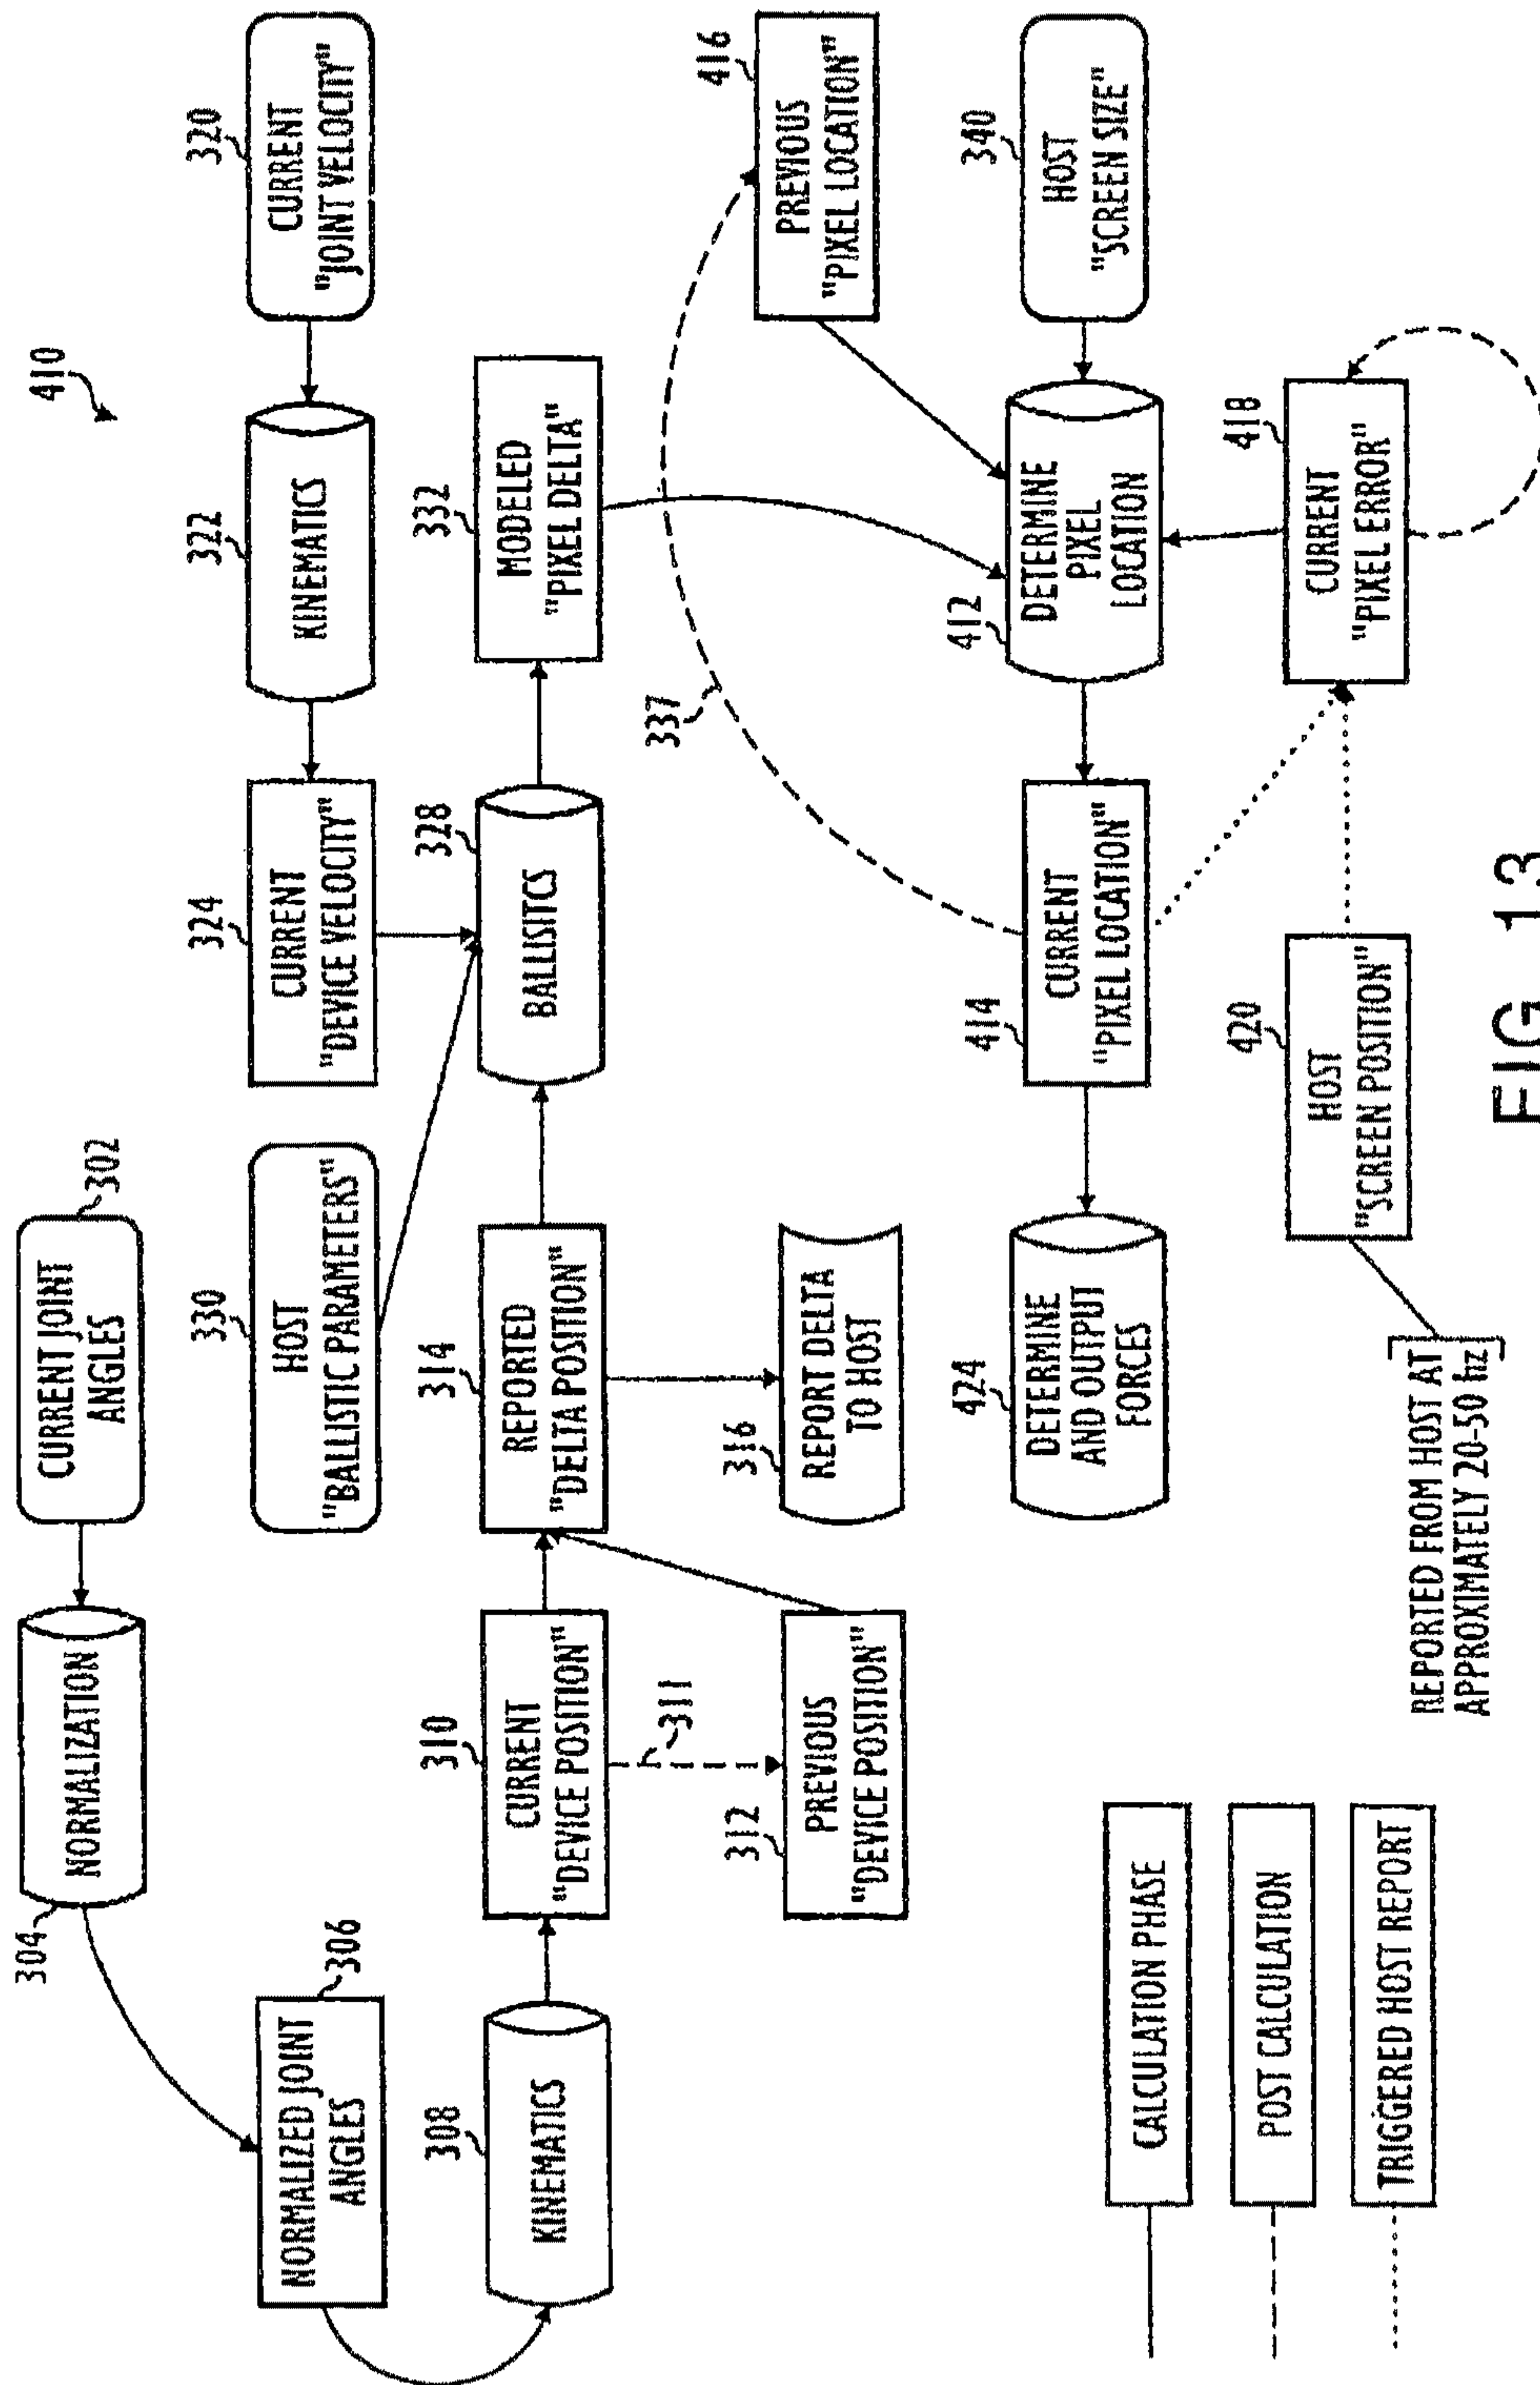 410
CURRENT JOINT
ANGLES
302
NORMALIZATION
304
NORMALIZED JOINT
ANGLES
306
KINEMATICS
308
CURRENT
"DEVICE POSITION"
310
311
PREVIOUS
"DEVICE POSITION"
312
REPORTED
"DELTA POSITION"
314
REPORT DELTA
TO HOST
316
HOST
"BALLISTIC PARAMETERS"
330
CURRENT
"DEVICE VELOCITY"
324
KINEMATICS
322
CURRENT
"JOINT VELOCITY"
320
BALLISITCS
328
MODELED
"PIXEL DELTA"
332
337
PREVIOUS
"PIXEL LOCATION"
416
DETERMINE
AND OUTPUT
FORCES
424
CURRENT
"PIXEL LOCATION"
414
DETERMINE
PIXEL
LOCATION
412
HOST
"SCREEN SIZE"
340
HOST
"SCREEN POSITION"
420
CURRENT
"PIXEL ERROR"
418
REPORTED FROM HOST AT
APPROXIMATELY 20-50 hz
CALCULATION PHASE
POST CALCULATION
TRIGGERED HOST REPORT
FIG. 13